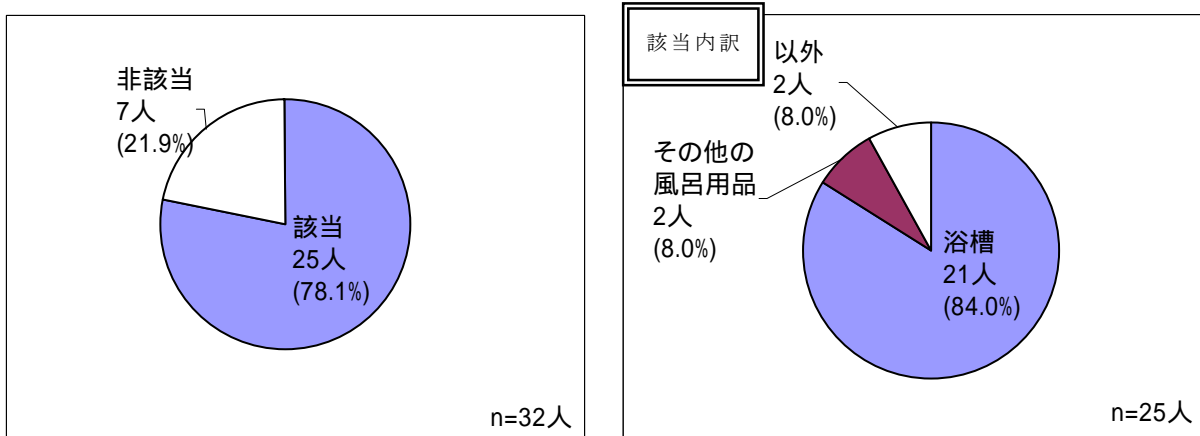 非該当
7人
(21.9%)
該当
25人
(78.1%)
n=32人
該当内訳
以外
2人
(8.0%)
その他の
風呂用品
2人
(8.0%)
浴槽
21人
(84.0%)
n=25人